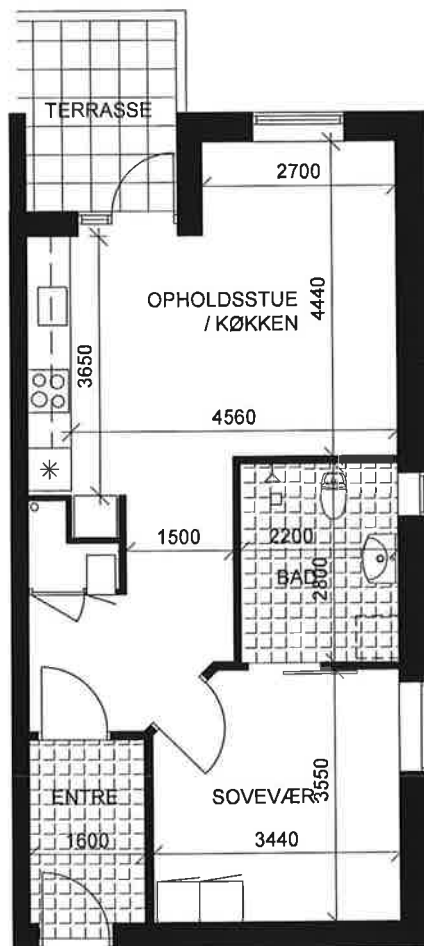 TERRASSE
2700
OPHOLDSSTUE
/ KØKKEN
4440
3650
4560
1500
2200
BAD
2800
ENTRE
1600
SOVEVÆR.
3550
3440